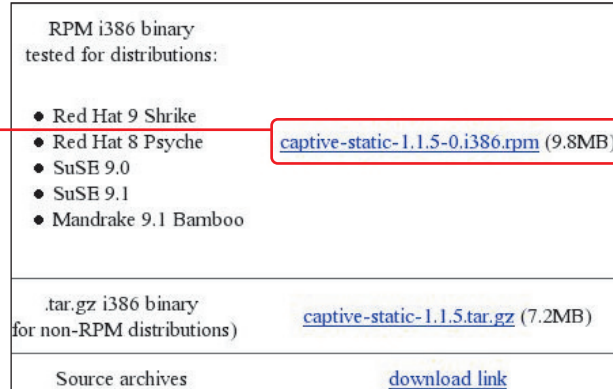 RPM i386 binary
tested for distributions:
● Red Hat 9 Shrike
● Red Hat 8 Psyche
● SuSE 9.0
● SuSE 9.1
● Mandrake 9.1 Bamboo
captive-static-1.1.5-0.i386.rpm (9.8MB)
.tar.gz i386 binary
for non-RPM distributions)
captive-static-1.1.5.tar.gz (7.2MB)
Source archives
download link